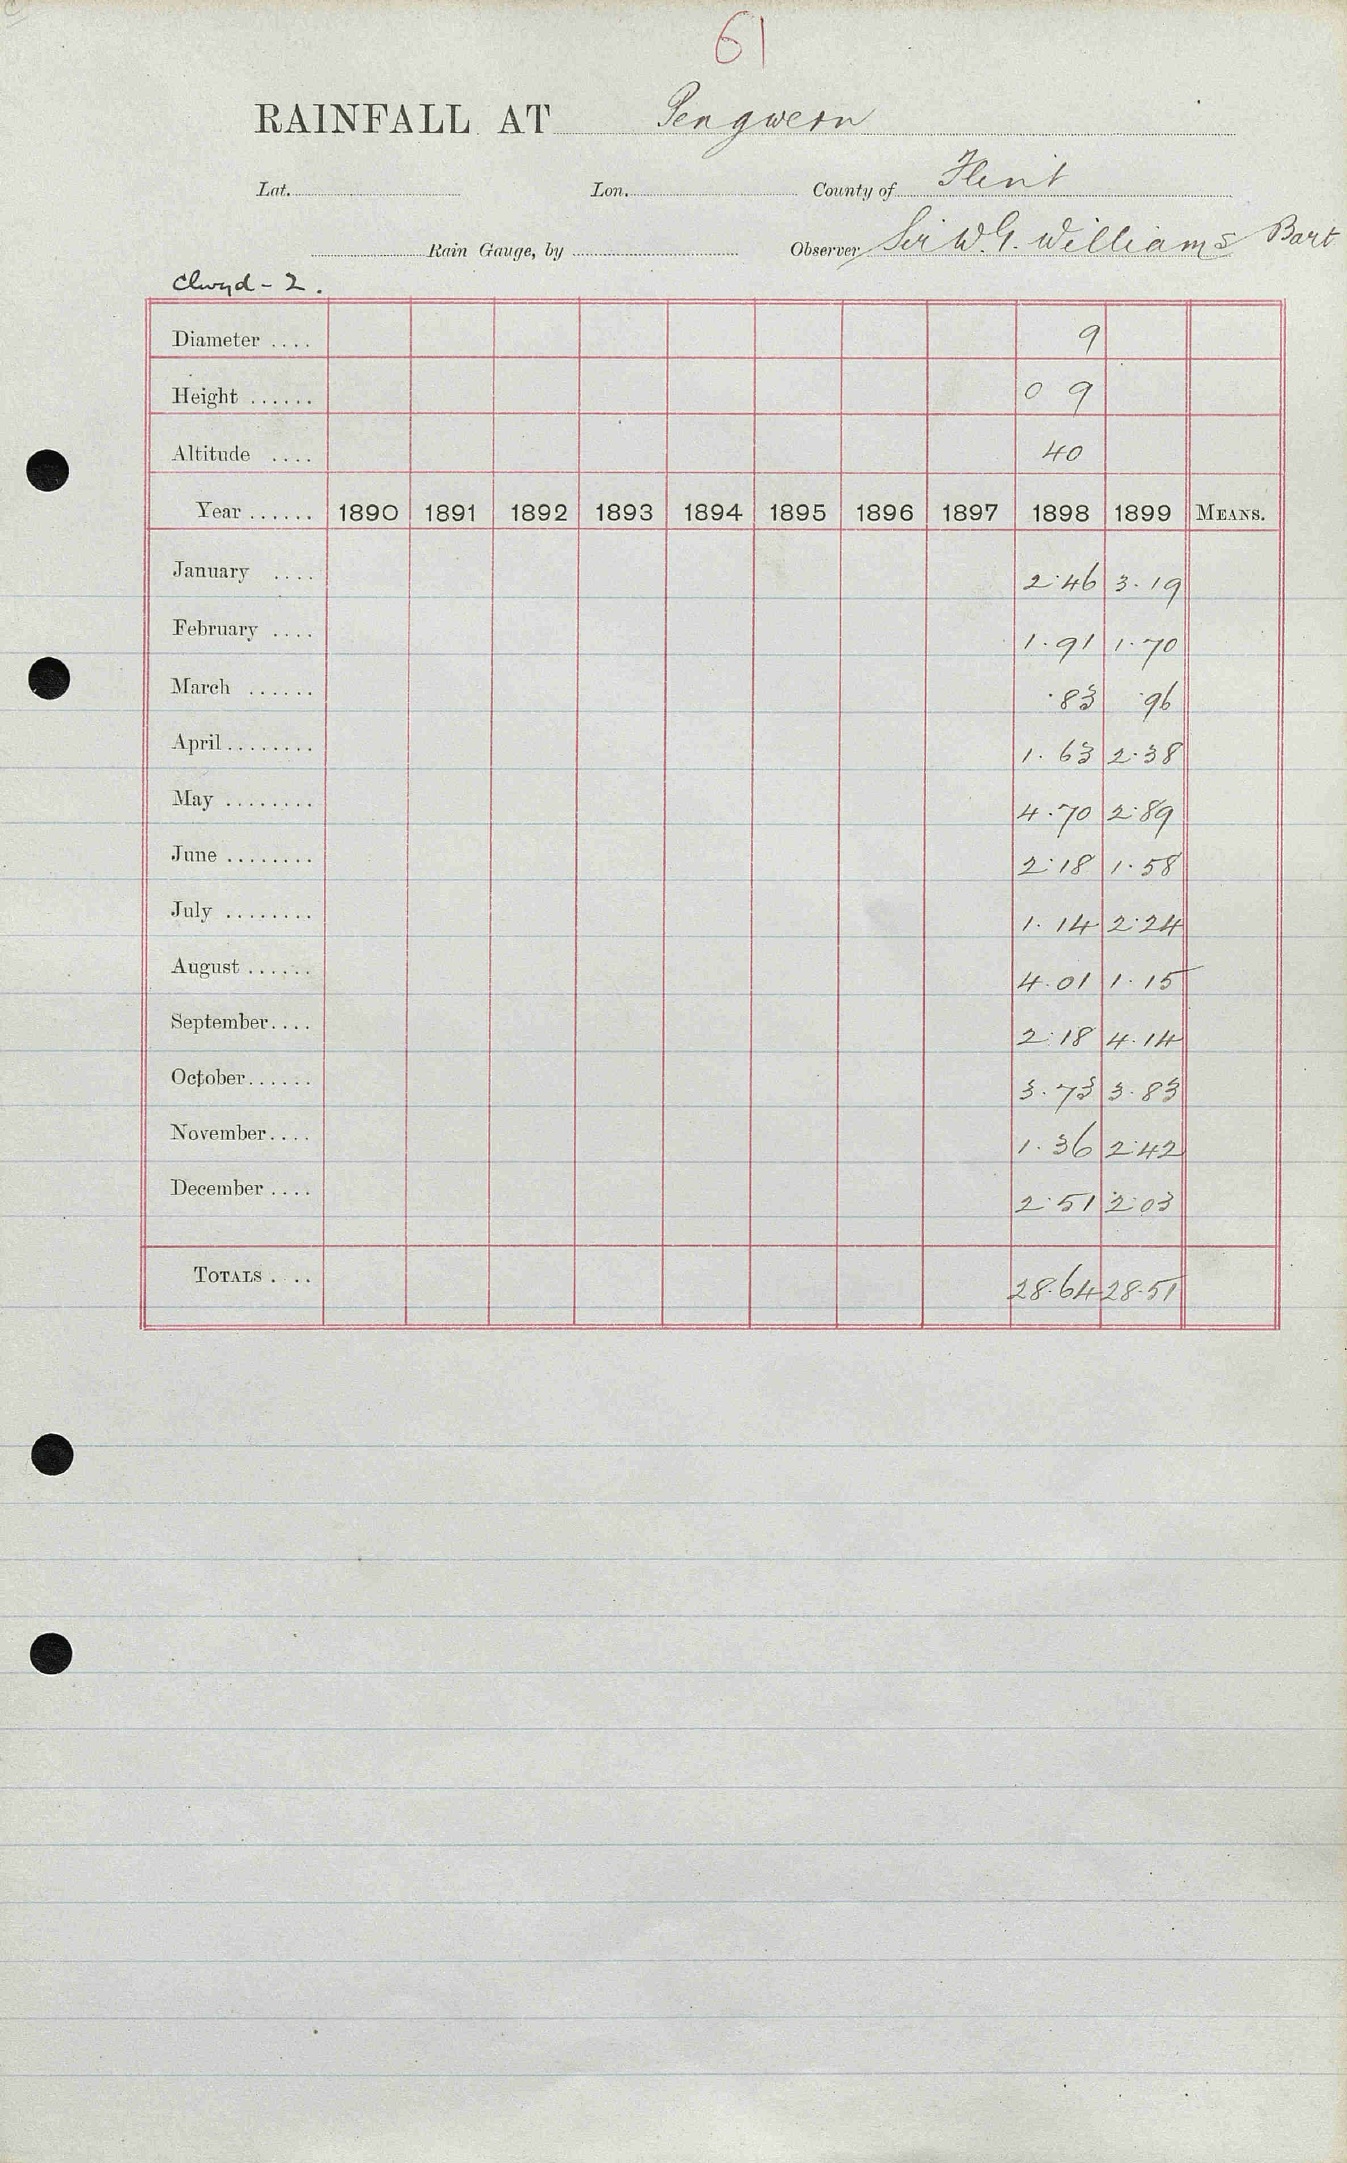 61
RAINFALL AT Pengwern
Lat. Lon. County of Flint
Rain Gauge, by Observer Sir W. G. Williams Bart
Clwyd - 2.
Diameter .... 9
Height ...... 0 9
Altitude .... 40
Year ...... 1890 1891 1892 1893 1894 1895 1896 1897 1898 1899 MEANS.
January .... 2.46 3.19
February .... 1.91 1.70
March ...... .83 .96
April ........ 1.63 2.38
May ........ 4.70 2.89
June ........ 2.18 1.58
July ........ 1.14 2.24
August ...... 4.01 1.15
September.... 2.18 4.14
October...... 3.73 3.83
November.... 1.36 2.42
December .... 2.51 2.03
TOTALS .... 28.64 28.51